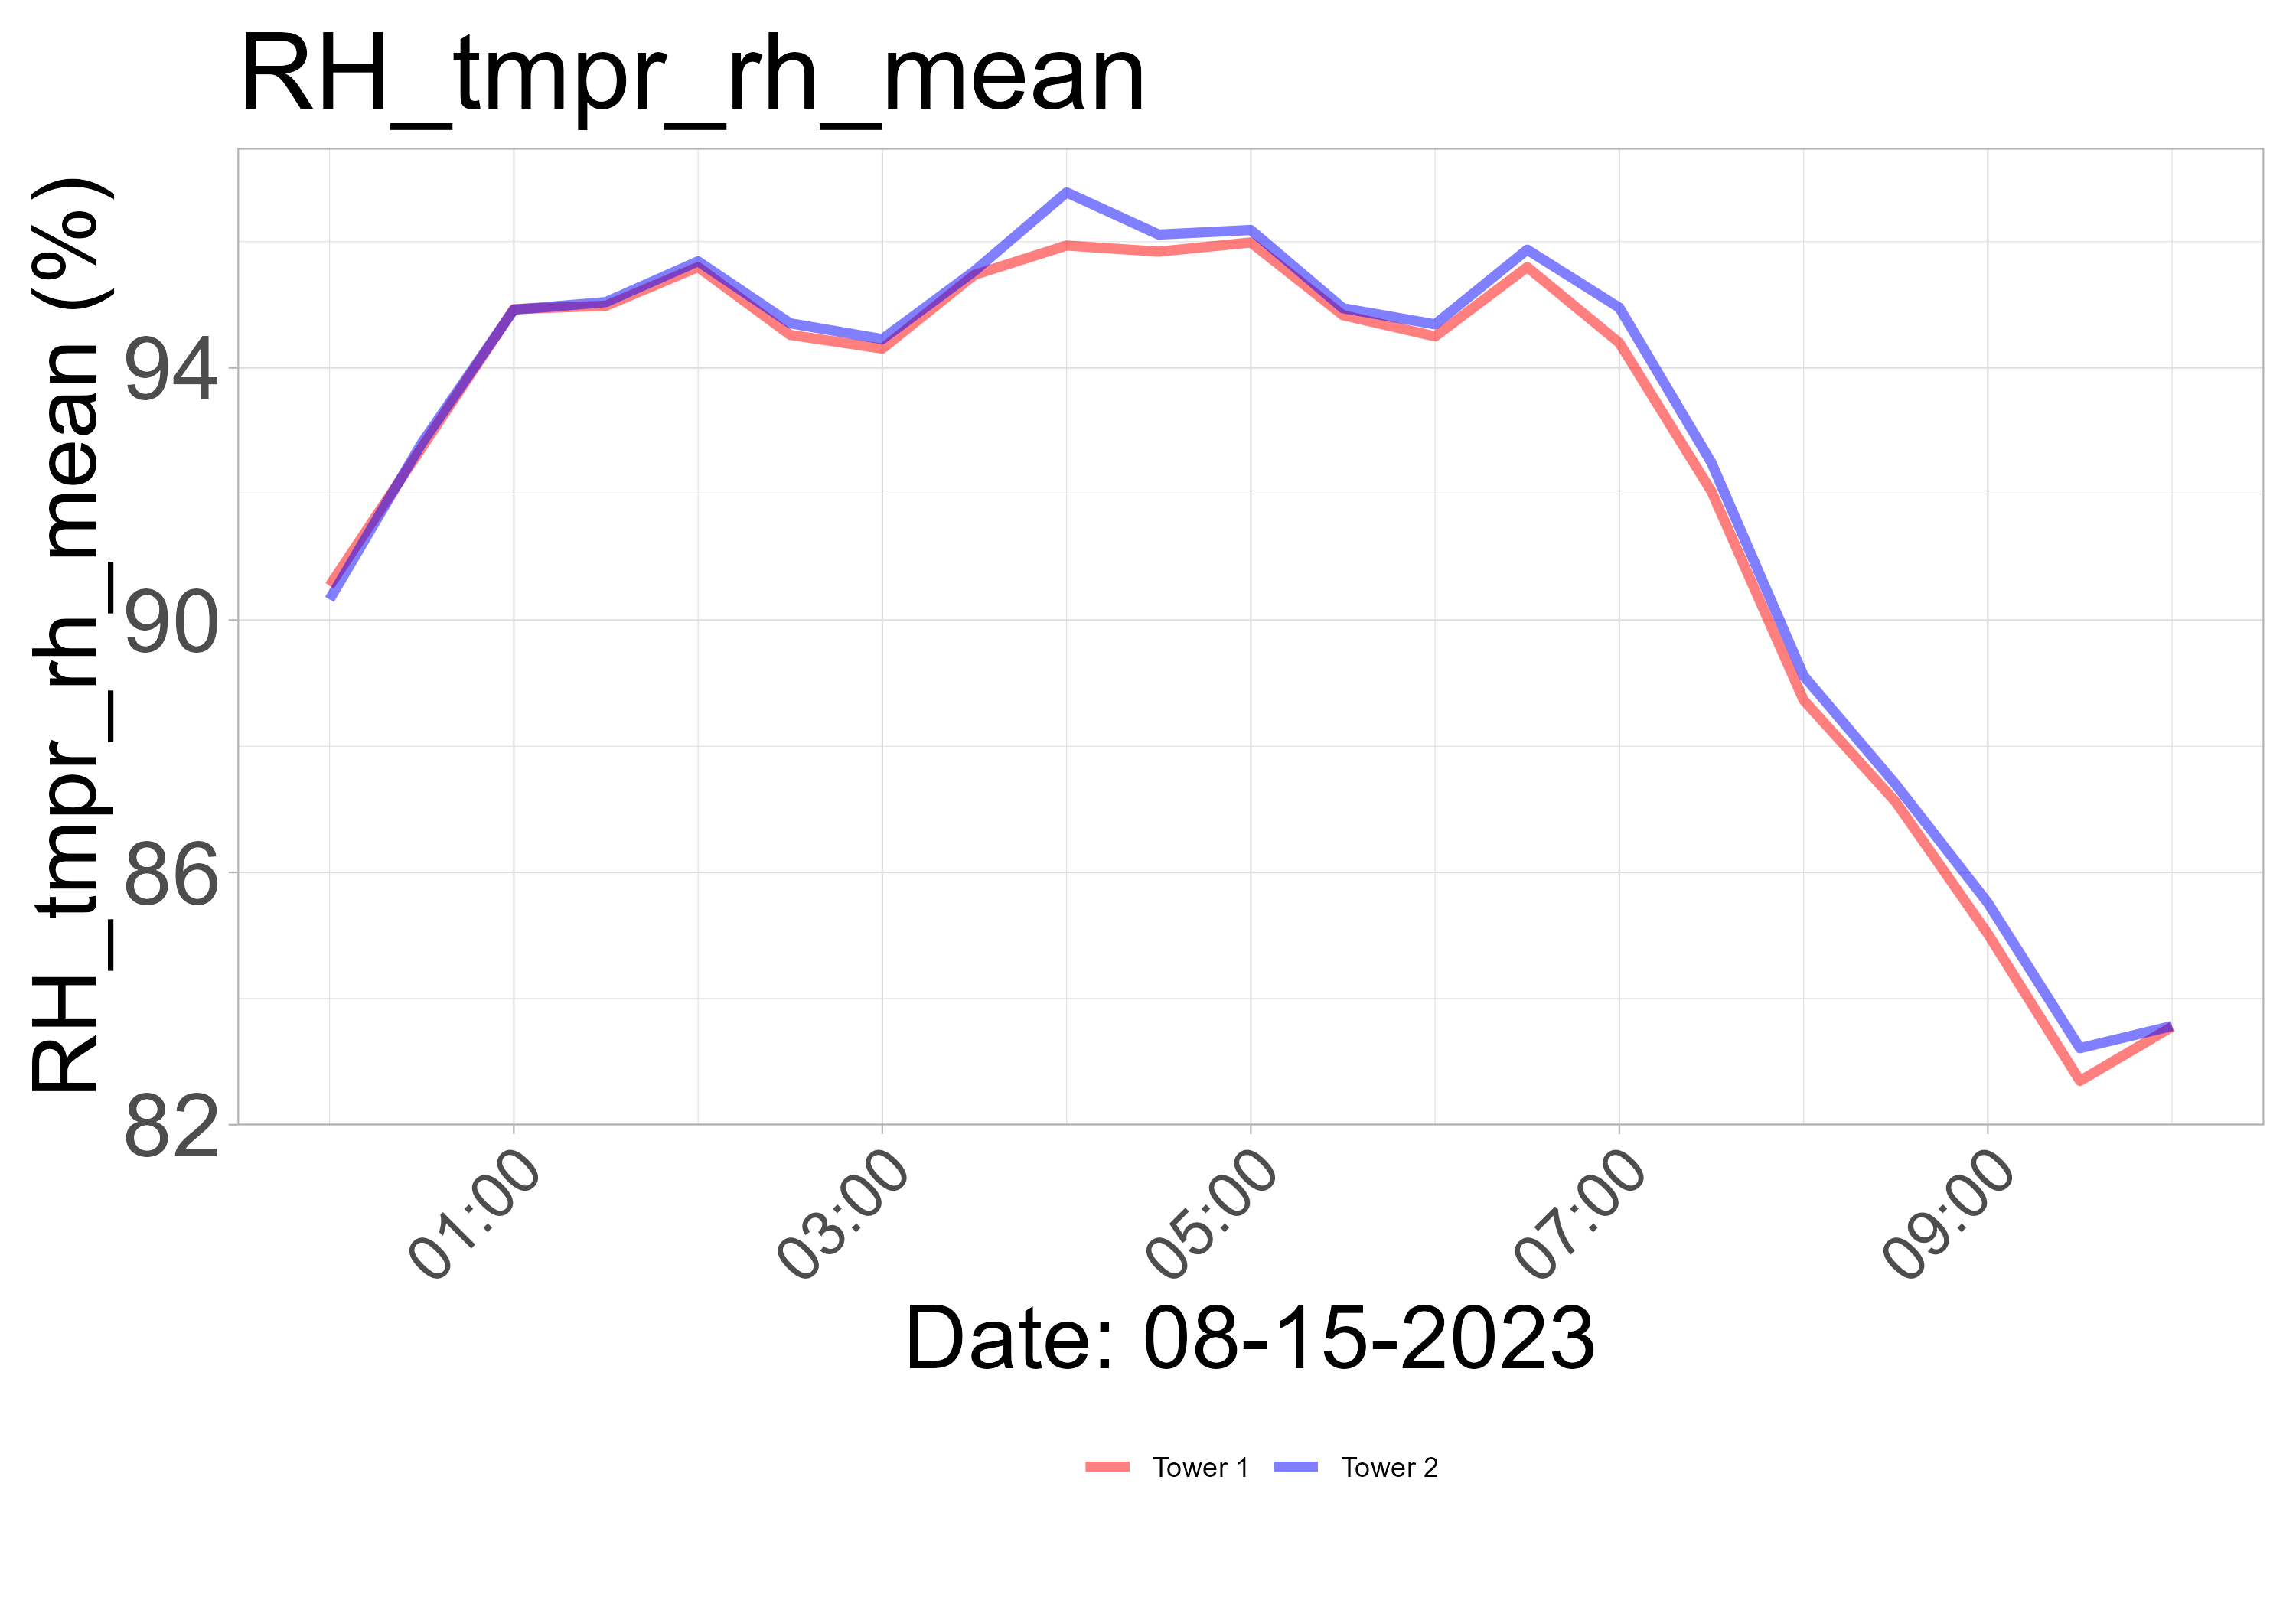 RH_tmpr_rh_mean
RH_tmpr_rh_mean (%)
94
90
86
82
01:00
03:00
05:00
07:00
09:00
Date: 08-15-2023
Tower 1
Tower 2